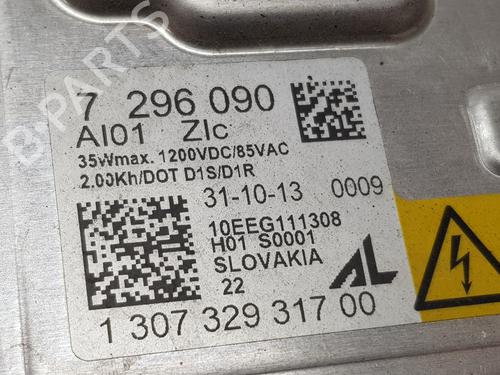 B-PARTS
7 296 090
AI01 ZIc
35Wmax. 1200VDC/85VAC
2.00Kh/DOT D1S/D1R
31-10-13 0009
10EEG111308
H01 S0001
SLOVAKIA
22 AL
1 307 329 317 00